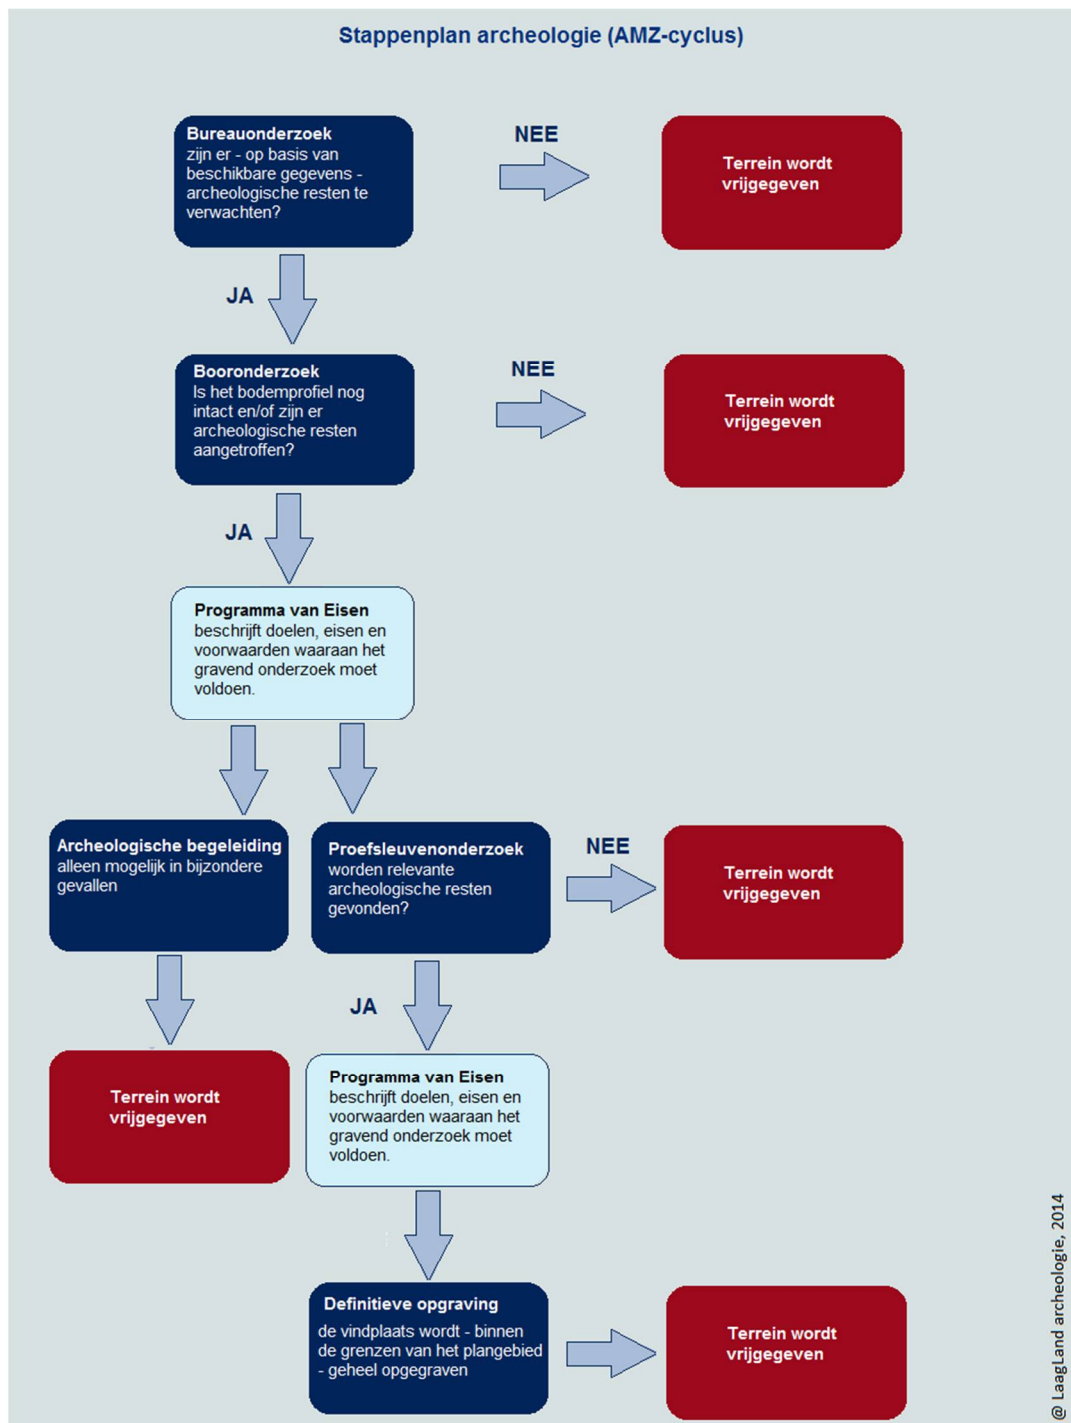 Stappenplan archeologie (AMZ-cyclus)
Bureauonderzoek
zijn er - op basis van
beschikbare gegevens -
archeologische resten te
verwachten?
NEE
Terrein wordt
vrijgegeven
JA
Booronderzoek
Is het bodemprofiel nog
intact en/of zijn er
archeologische resten
aangetroffen?
NEE
Terrein wordt
vrijgegeven
JA
Programma van Eisen
beschrijft doelen, eisen en
voorwaarden waaraan het
gravend onderzoek moet
voldoen.
Archeologische begeleiding
alleen mogelijk in bijzondere
gevallen
Proefsleuvenonderzoek
worden relevante
archeologische resten
gevonden?
NEE
Terrein wordt
vrijgegeven
JA
Terrein wordt
vrijgegeven
Programma van Eisen
beschrijft doelen, eisen en
voorwaarden waaraan het
gravend onderzoek moet
voldoen.
Definitieve opgraving
de vindplaats wordt - binnen
de grenzen van het plangebied
- geheel opgegraven
Terrein wordt
vrijgegeven
@ LaagLand archeologie, 2014